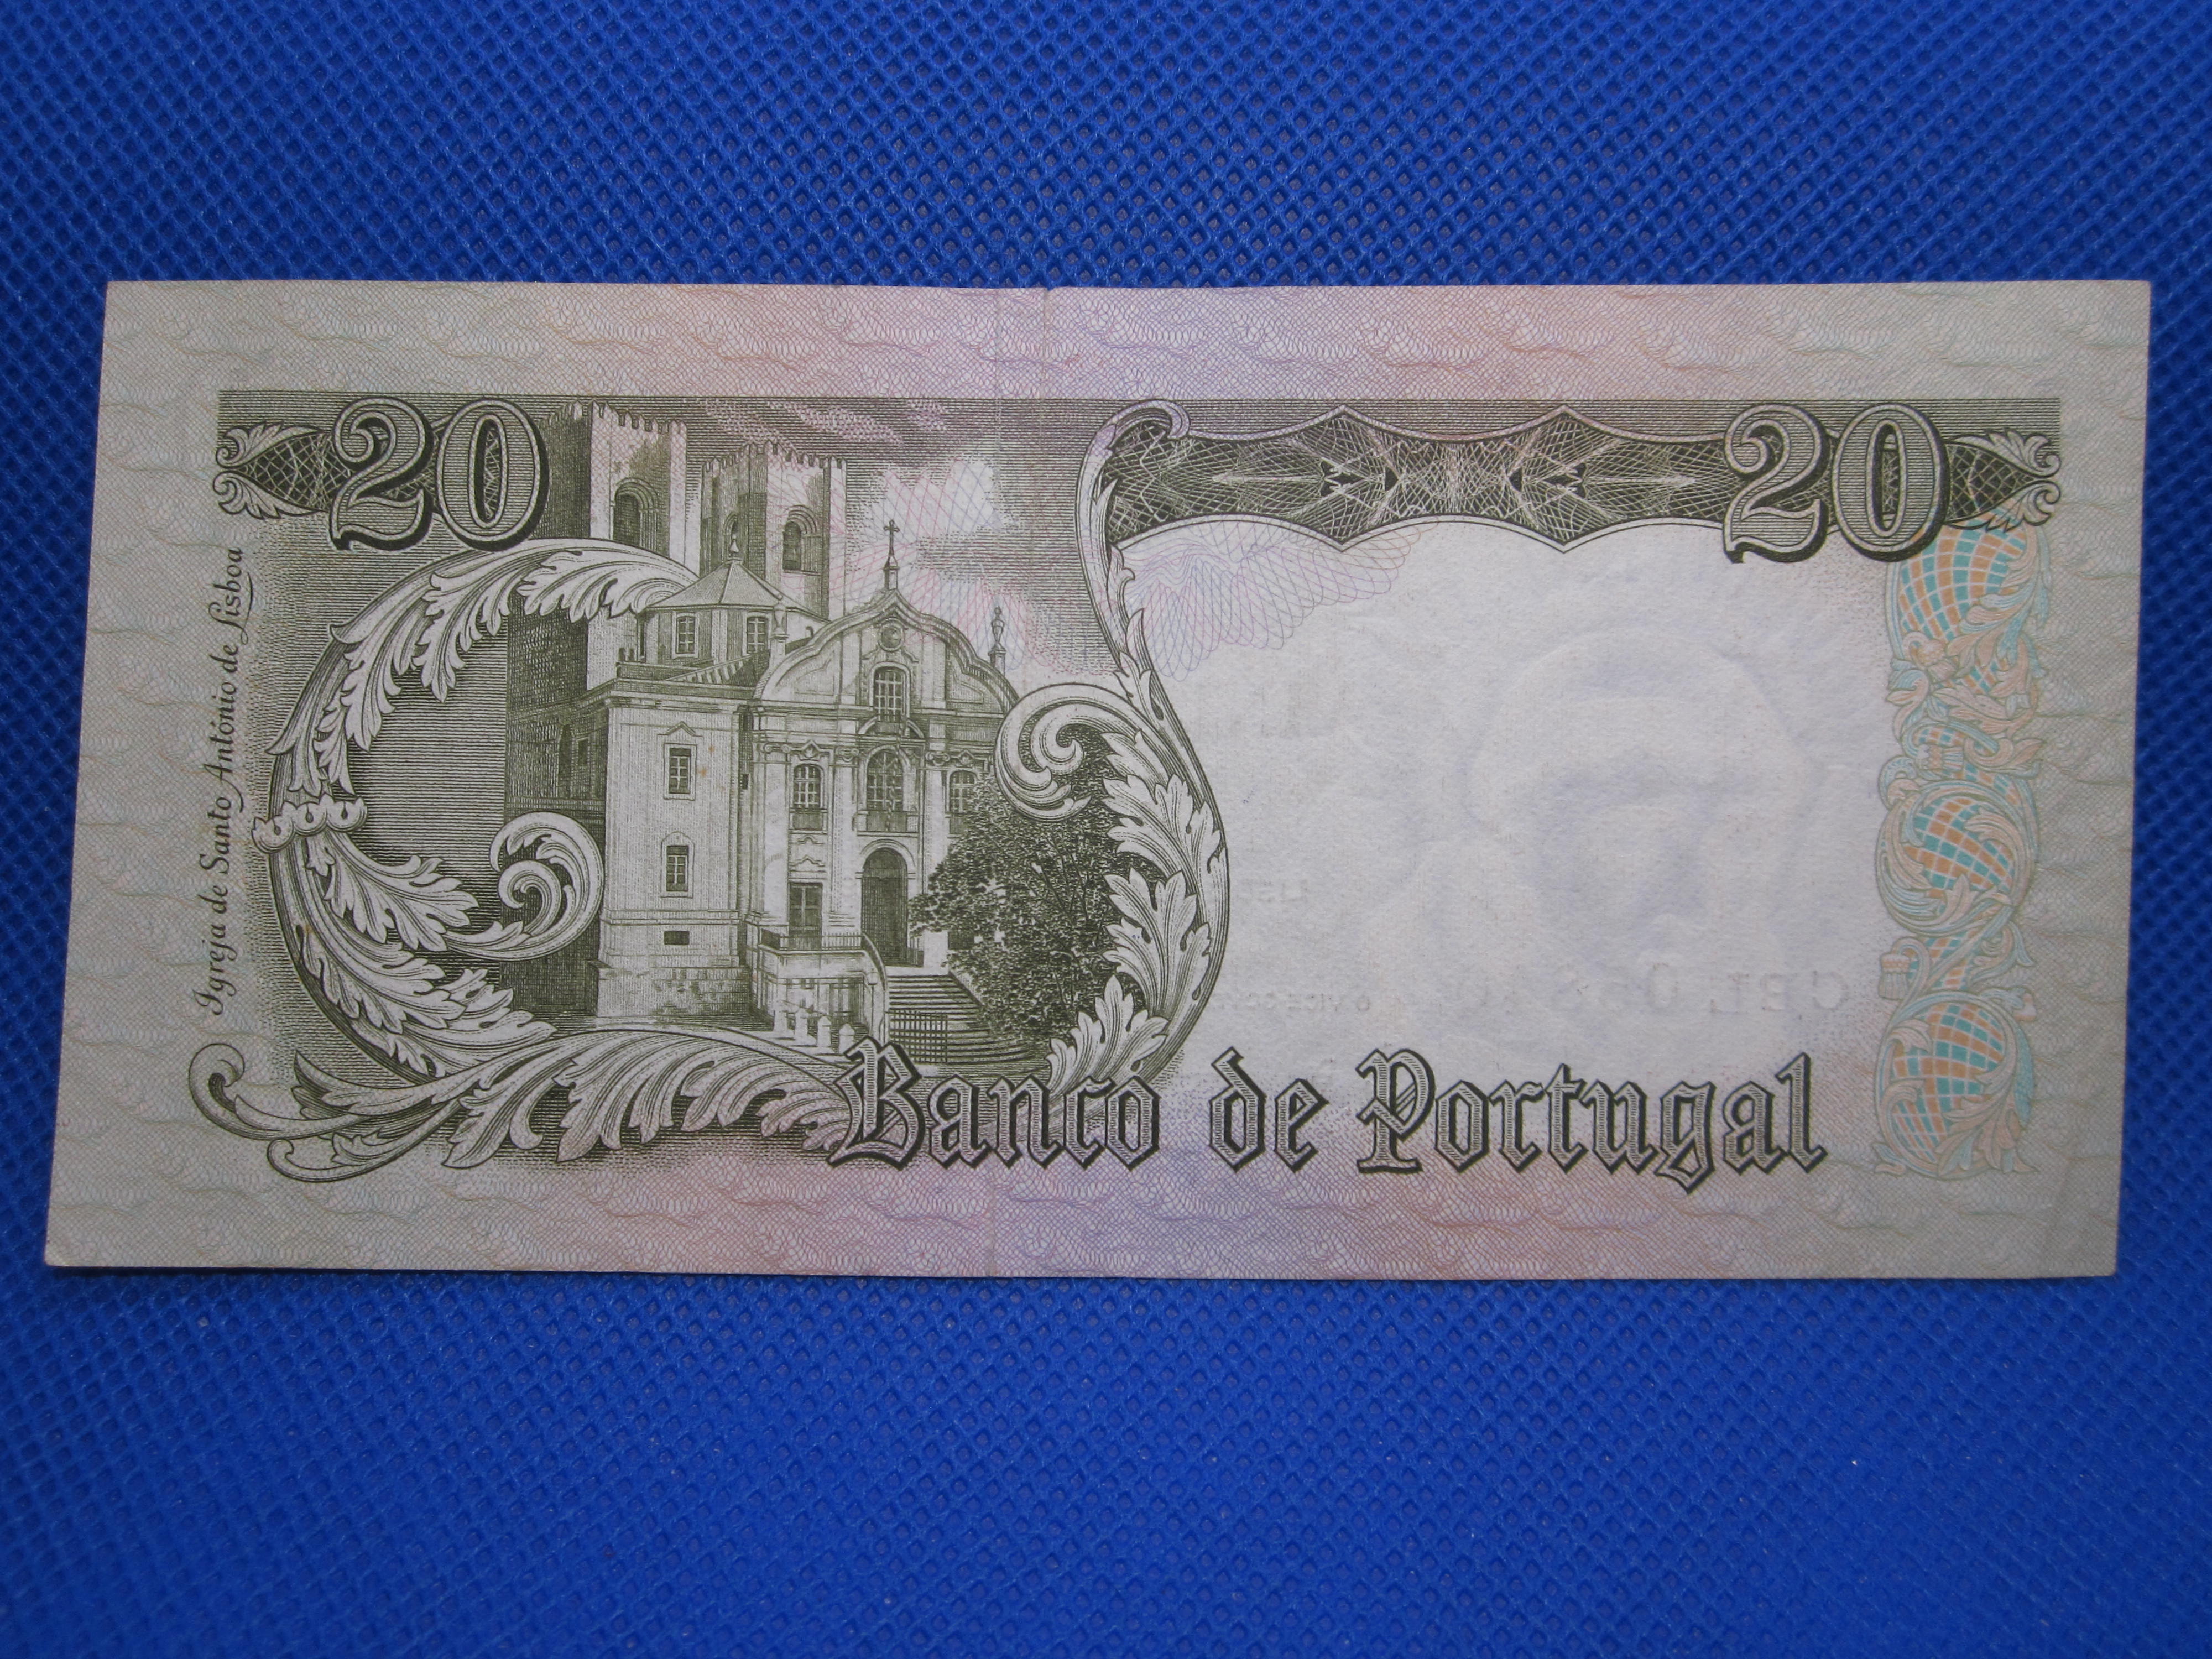 20
20
Igreja de Santo António de Lisboa
Banco de Portugal